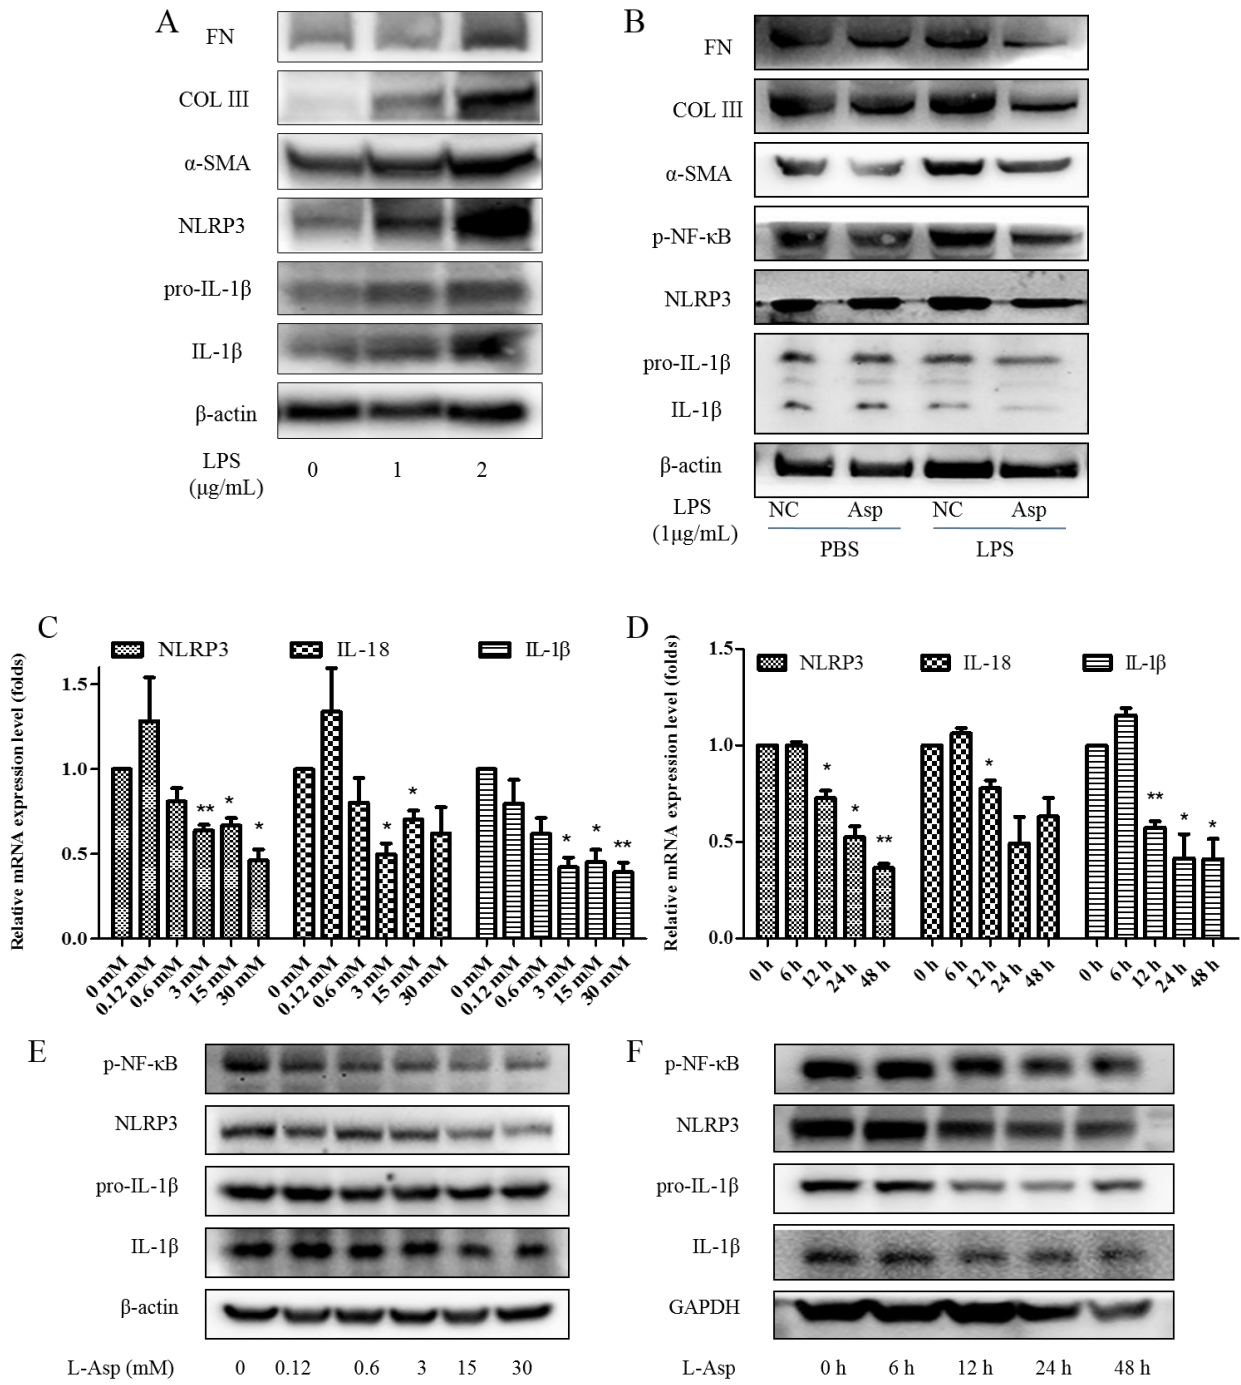 A
FN
COL III
α-SMA
NLRP3
pro-IL-1β
IL-1β
β-actin
LPS
(μg/mL)
0 1 2
B
FN
COL III
α-SMA
p-NF-κB
NLRP3
pro-IL-1β
IL-1β
β-actin
LPS
(1μg/mL)
NC Asp NC Asp
PBS LPS
C
NLRP3 IL-18 IL-1β
Relative mRNA expression level (folds)
1.5
1.0
0.5
0.0
** * *
* *
* * **
0 mM 0.12 mM 0.6 mM 3 mM 15 mM 30 mM
0 mM 0.12 mM 0.6 mM 3 mM 15 mM 30 mM
0 mM 0.12 mM 0.6 mM 3 mM 15 mM 30 mM
D
NLRP3 IL-18 IL-1β
Relative mRNA expression level (folds)
1.5
1.0
0.5
0.0
* * **
*
** * *
0 h 6 h 12 h 24 h 48 h
0 h 6 h 12 h 24 h 48 h
0 h 6 h 12 h 24 h 48 h
E
p-NF-κB
NLRP3
pro-IL-1β
IL-1β
β-actin
L-Asp (mM) 0 0.12 0.6 3 15 30
F
p-NF-κB
NLRP3
pro-IL-1β
IL-1β
GAPDH
L-Asp 0 h 6 h 12 h 24 h 48 h